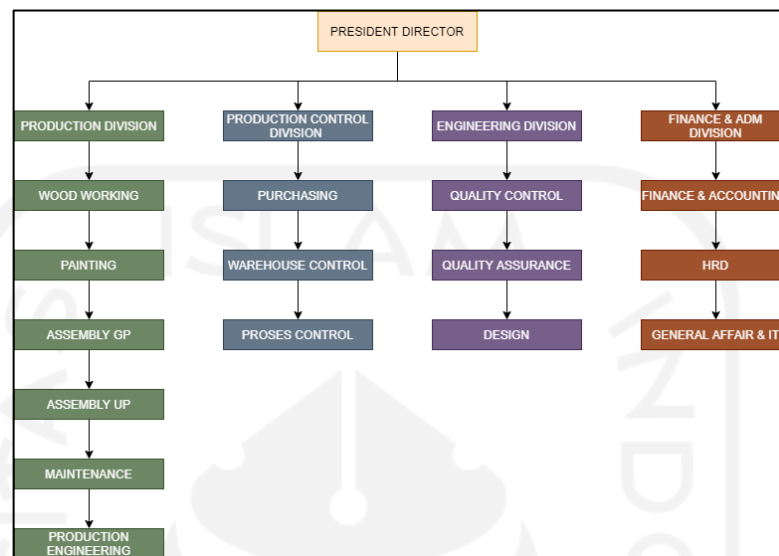 PRESIDENT DIRECTOR
PRODUCTION DIVISION
PRODUCTION CONTROL
DIVISION
ENGINEERING DIVISION
FINANCE & ADM
DIVISION
WOOD WORKING
PURCHASING
QUALITY CONTROL
FINANCE & ACCOUNTIN
PAINTING
WAREHOUSE CONTROL
QUALITY ASSURANCE
HRD
ASSEMBLY GP
PROSES CONTROL
DESIGN
GENERAL AFFAIR & IT
ASSEMBLY UP
MAINTENANCE
PRODUCTION
ENGINEERING
ISLAM
INDO